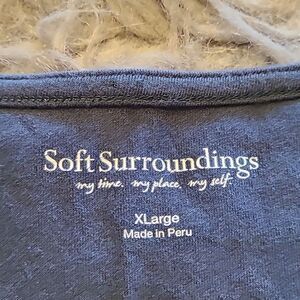 Soft Surroundings
my time. my place. my self.
XLarge
Made in Peru